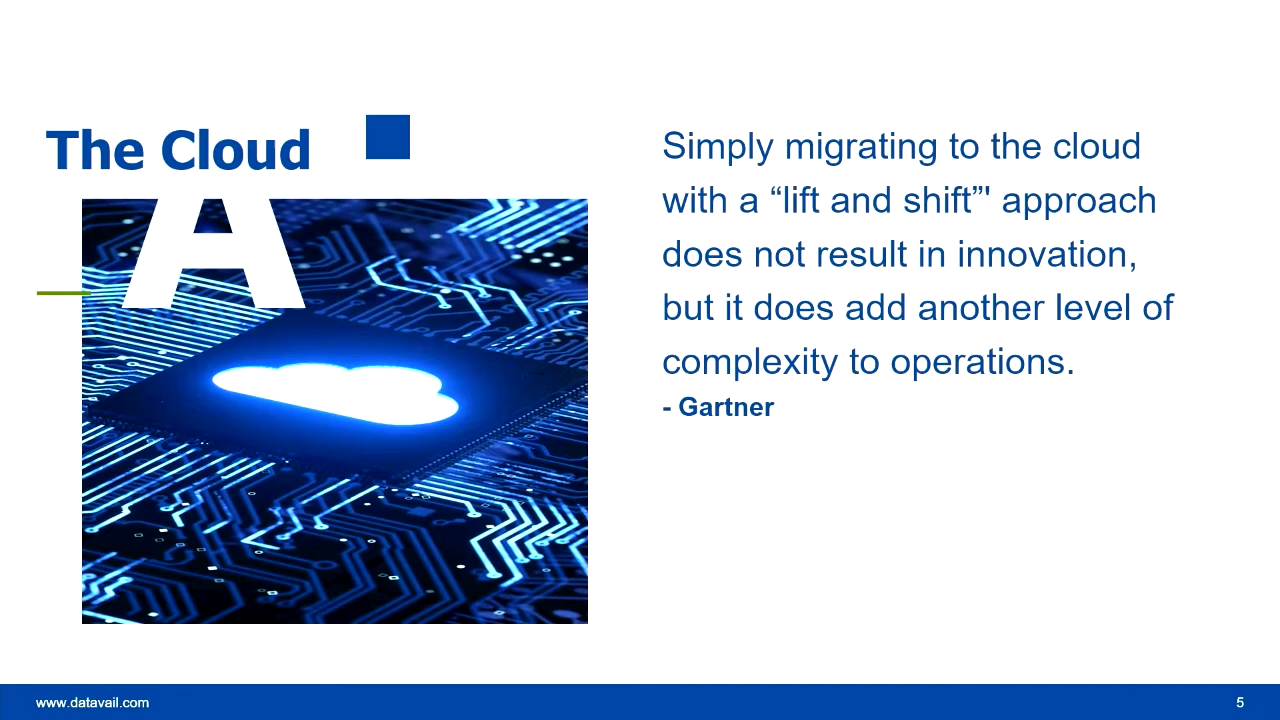 The Cloud
A
Simply migrating to the cloud
with a “lift and shift”' approach
does not result in innovation,
but it does add another level of
complexity to operations.
- Gartner
www.datavail.com
5